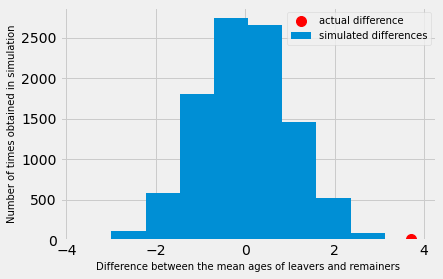 actual difference
simulated differences
2500
2000
1500
1000
500
0
−4 −2 0 2 4
Number of times obtained in simulation
Difference between the mean ages of leavers and remainers